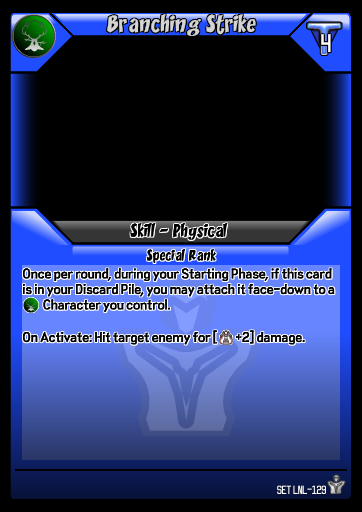 Branching Strike
4
Skill - Physical
Special Rank
Once per round, during your Starting Phase, if this card
is in your Discard Pile, you may attach it face-down to a
Character you control.
On Activate: Hit target enemy for [ +2] damage.
SET LNL-129